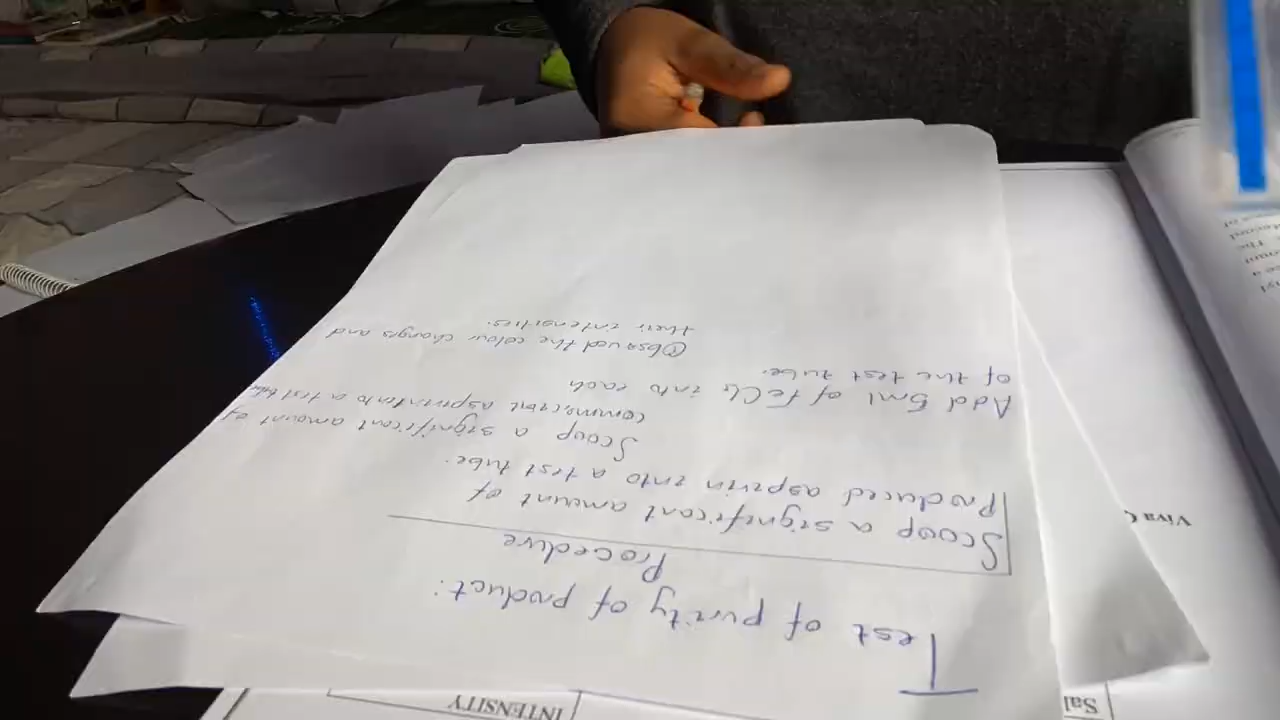 Test of purity of product:
Procedure
Scoop a significant amount of
Produced aspirin into a test tube.
Scoop a significant amount of
commercial aspirin into a test tube
Add 5ml of FeCl3 into each
of the test tube.
Observed the colour changes and
their intensities.
INTENSITY
Sal
Viva